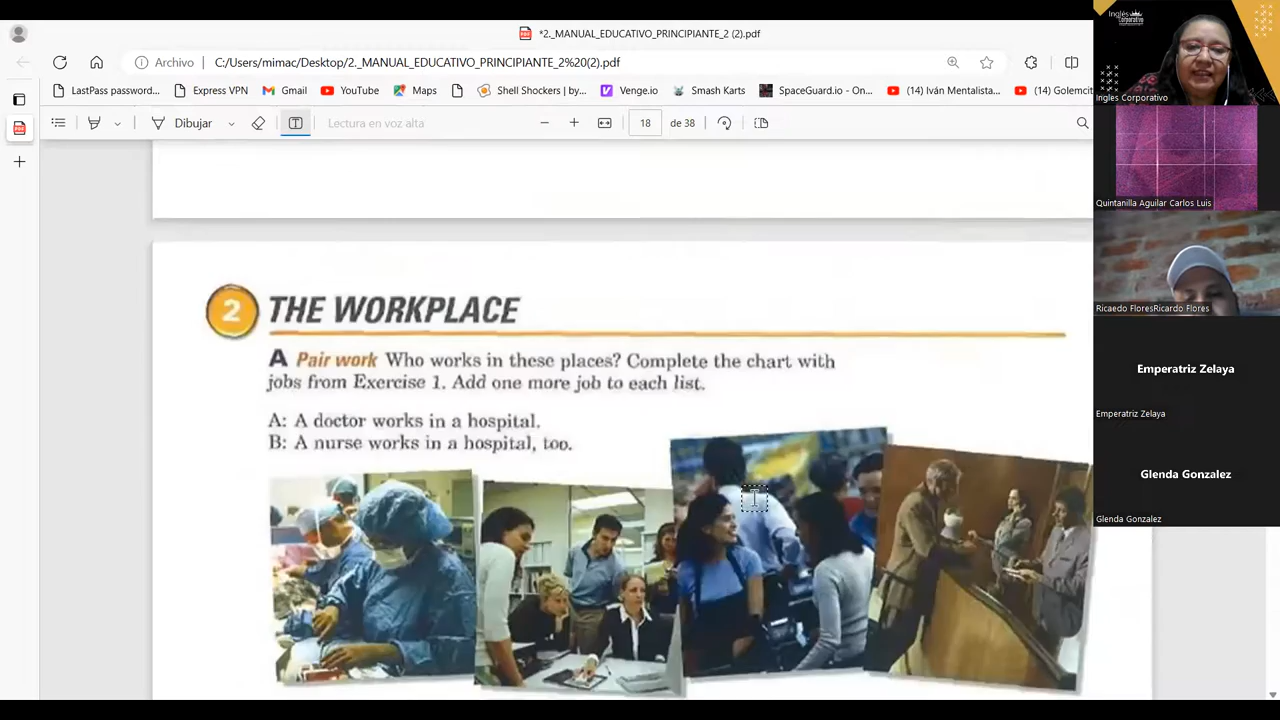 *2._MANUAL_EDUCATIVO_PRINCIPIANTE_2 (2).pdf
Archivo
C:/Users/mimac/Desktop/2._MANUAL_EDUCATIVO_PRINCIPIANTE_2%20(2).pdf
LastPass password...
Express VPN
Gmail
YouTube
Maps
Shell Shockers | by...
Venge.io
Smash Karts
SpaceGuard.io - On...
(14) Iván Mentalista...
(14) Golemcit
Dibujar
Lectura en voz alta
18
de 38
2
THE WORKPLACE
A Pair work Who works in these places? Complete the chart with
jobs from Exercise 1. Add one more job to each list.
A: A doctor works in a hospital.
B: A nurse works in a hospital, too.
Inglés
Corporativo
Ingles Corporativo
Quintanilla Aguilar Carlos Luis
Ricaedo FloresRicardo Flores
Emperatriz Zelaya
Emperatriz Zelaya
Glenda Gonzalez
Glenda Gonzalez